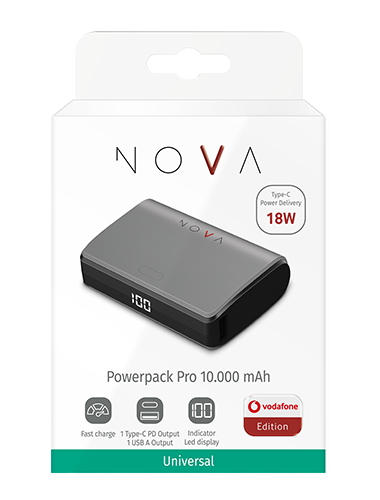 NOVA
Type-C
Power Delivery
18W
NOVA
100
Powerpack Pro 10.000 mAh
Fast charge
1 Type-C PD Output
1 USB A Output
100
Indicator
Led display
vodafone
Edition
Universal